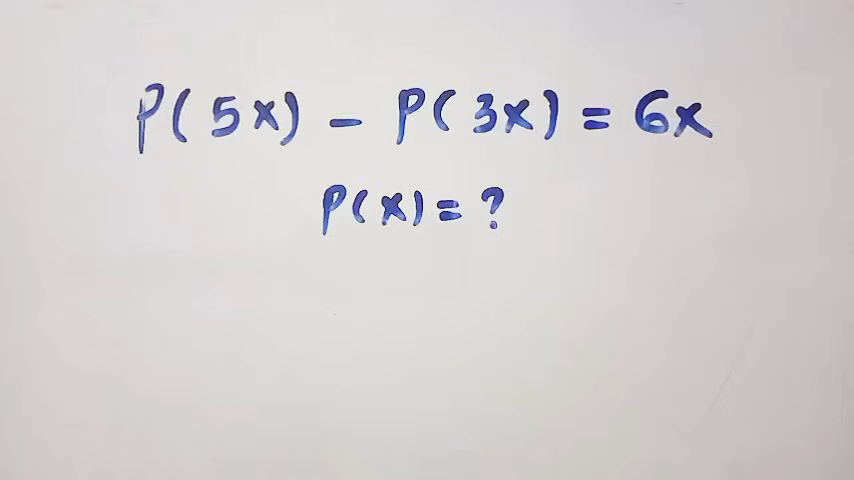 P(5x) - P(3x) = 6x
P(x) = ?